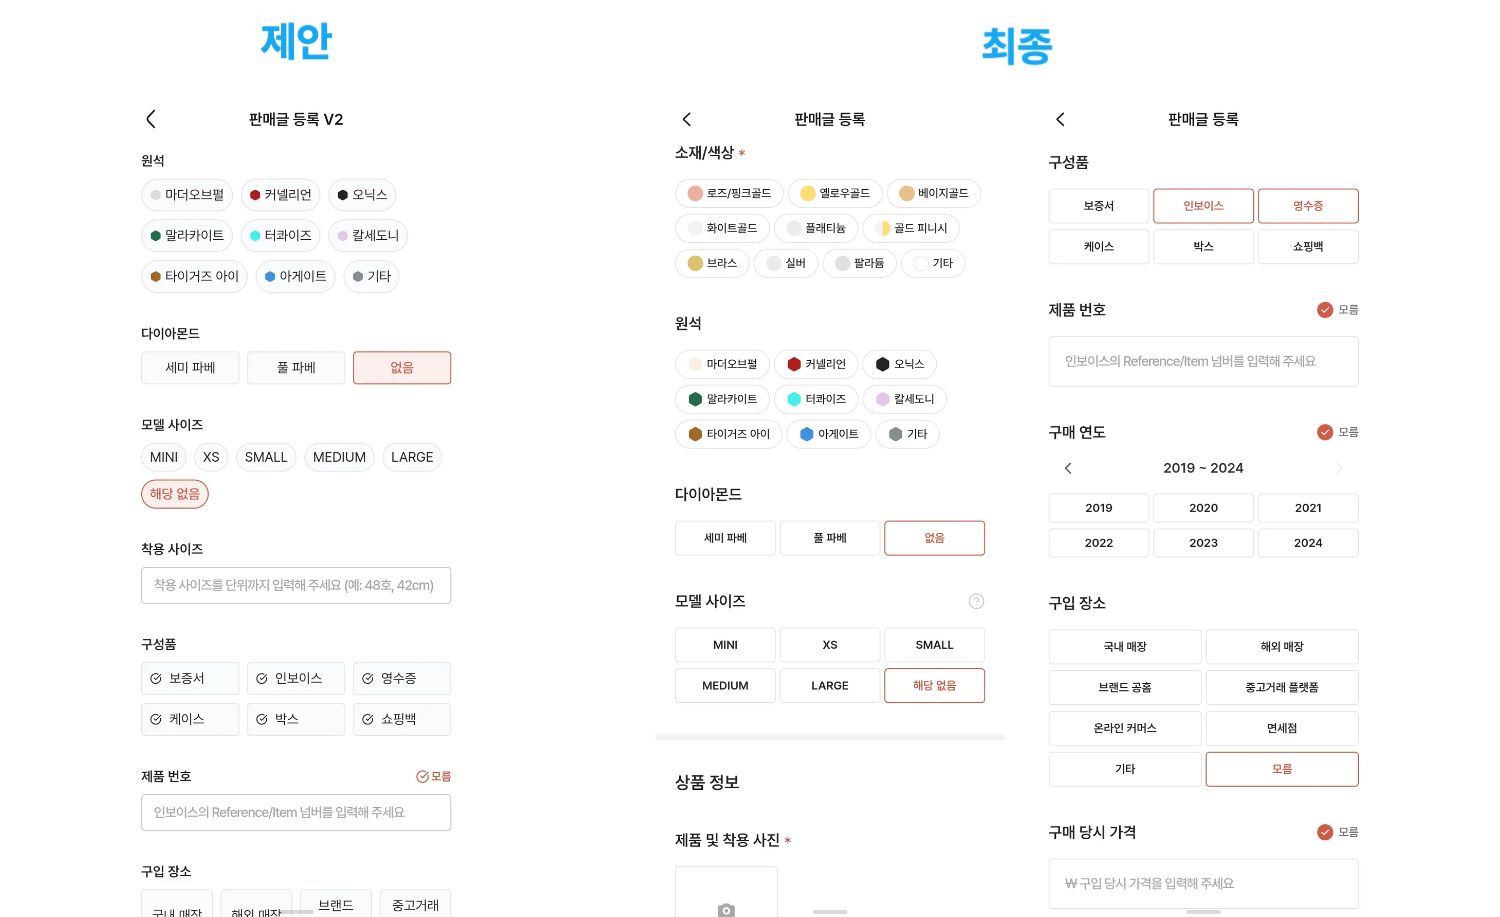 제안
최종
판매글 등록 V2
원석
마더오브펄 커넬리언 오닉스
말라카이트 터콰이즈 칼세도니
타이거즈 아이 아게이트 기타
다이아몬드
세미 파베 풀 파베 없음
모델 사이즈
MINI XS SMALL MEDIUM LARGE
해당 없음
착용 사이즈
착용 사이즈를 단위까지 입력해 주세요 (예: 48호, 42cm)
구성품
보증서 인보이스 영수증
케이스 박스 쇼핑백
제품 번호 모름
인보이스의 Reference/Item 넘버를 입력해 주세요
구입 장소
국내 매장 해외 매장 브랜드 중고거래
판매글 등록
소재/색상 *
로즈/핑크골드 옐로우골드 베이지골드
화이트골드 플래티늄 골드 피니시
브라스 실버 팔라듐 기타
원석
마더오브펄 커넬리언 오닉스
말라카이트 터콰이즈 칼세도니
타이거즈 아이 아게이트 기타
다이아몬드
세미 파베 풀 파베 없음
모델 사이즈 ?
MINI XS SMALL
MEDIUM LARGE 해당 없음
상품 정보
제품 및 착용 사진 *
판매글 등록
구성품
보증서 인보이스 영수증
케이스 박스 쇼핑백
제품 번호 모름
인보이스의 Reference/Item 넘버를 입력해 주세요
구매 연도 모름
2019 ~ 2024
2019 2020 2021
2022 2023 2024
구입 장소
국내 매장 해외 매장
브랜드 공홈 중고거래 플랫폼
온라인 커머스 면세점
기타 모름
구매 당시 가격 모름
₩ 구입 당시 가격을 입력해 주세요